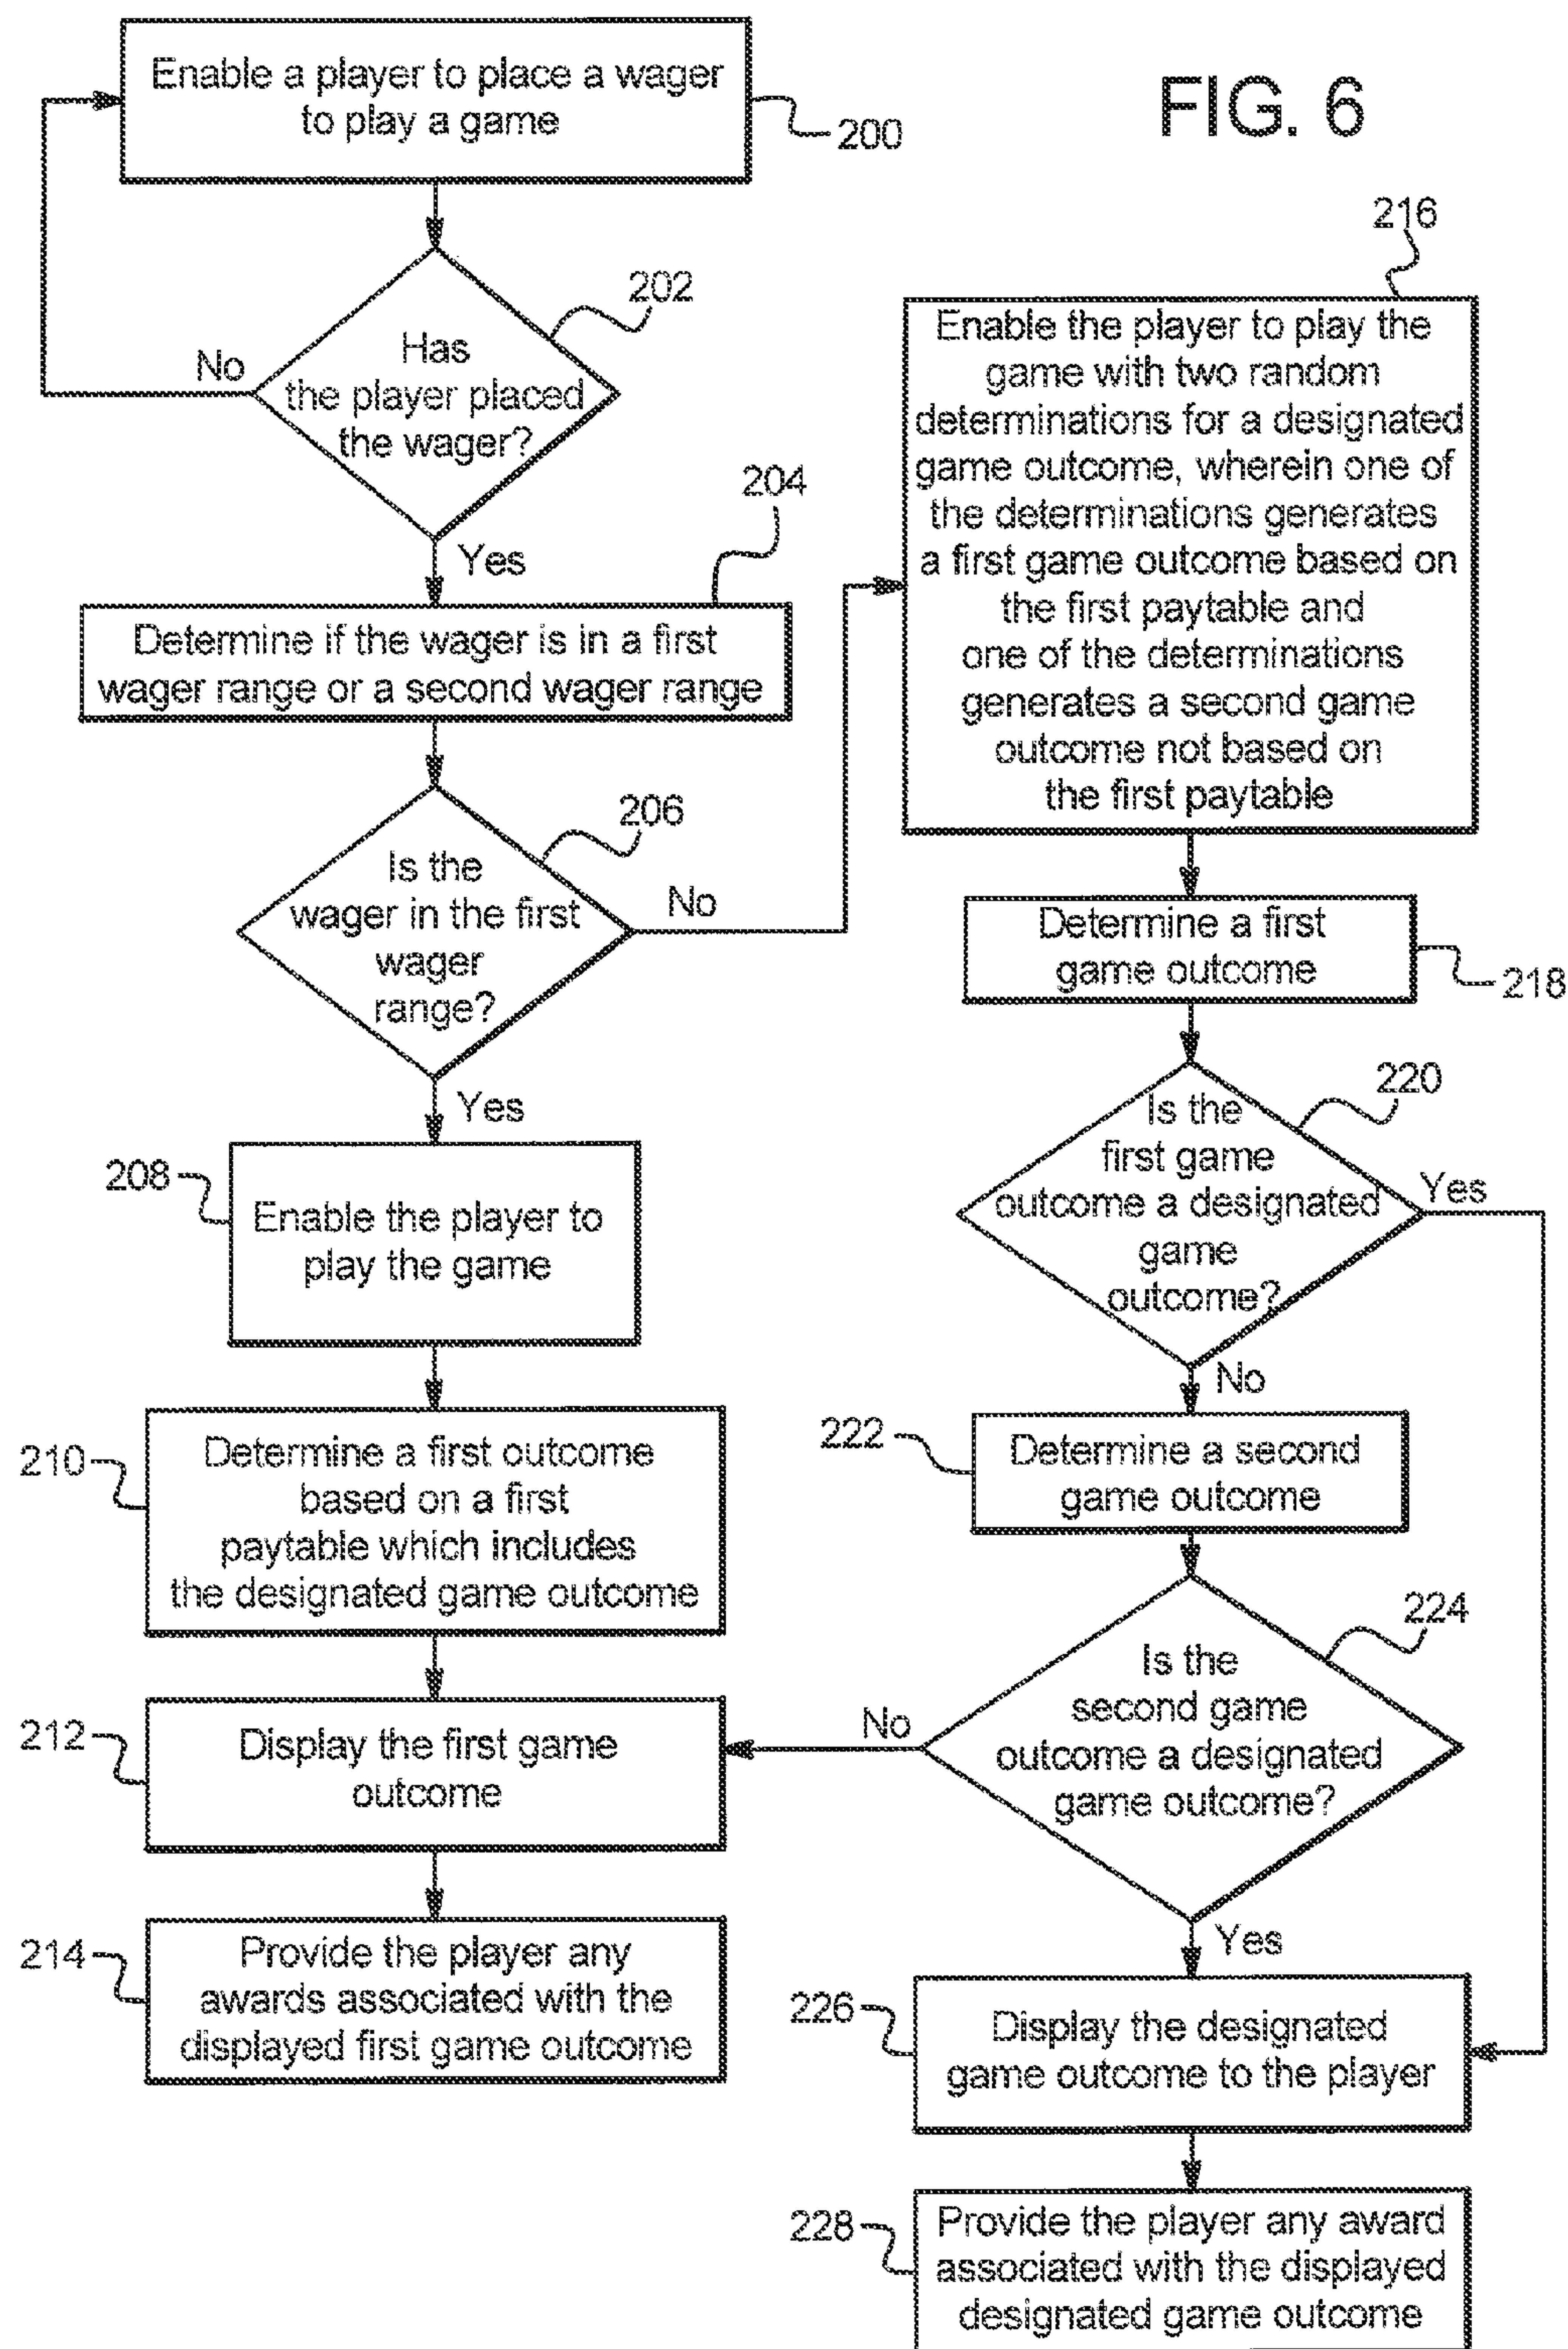 FIG. 6
Enable a player to place a wager
to play a game
200
202
Has
the player placed
the wager?
No
Yes
204
Determine if the wager is in a first
wager range or a second wager range
206
Is the
wager in the first
wager
range?
No
Yes
208
Enable the player to
play the game
210
Determine a first outcome
based on a first
paytable which includes
the designated game outcome
212
Display the first game
outcome
214
Provide the player any
awards associated with the
displayed first game outcome
216
Enable the player to play the
game with two random
determinations for a designated
game outcome, wherein one of
the determinations generates
a first game outcome based on
the first paytable and
one of the determinations
generates a second game
outcome not based on
the first paytable
Determine a first
game outcome
218
220
Is the
first game
outcome a designated
game
outcome?
Yes
No
222
Determine a second
game outcome
224
Is the
second game
outcome a designated
game outcome?
No
Yes
226
Display the designated
game outcome to the player
228
Provide the player any award
associated with the displayed
designated game outcome